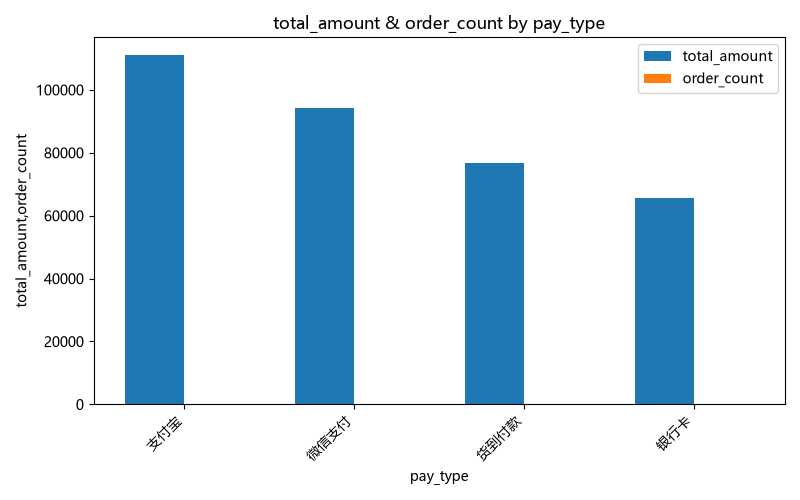 total_amount & order_count by pay_type
total_amount
order_count
total_amount,order_count
100000
80000
60000
40000
20000
0
支付宝
微信支付
货到付款
银行卡
pay_type